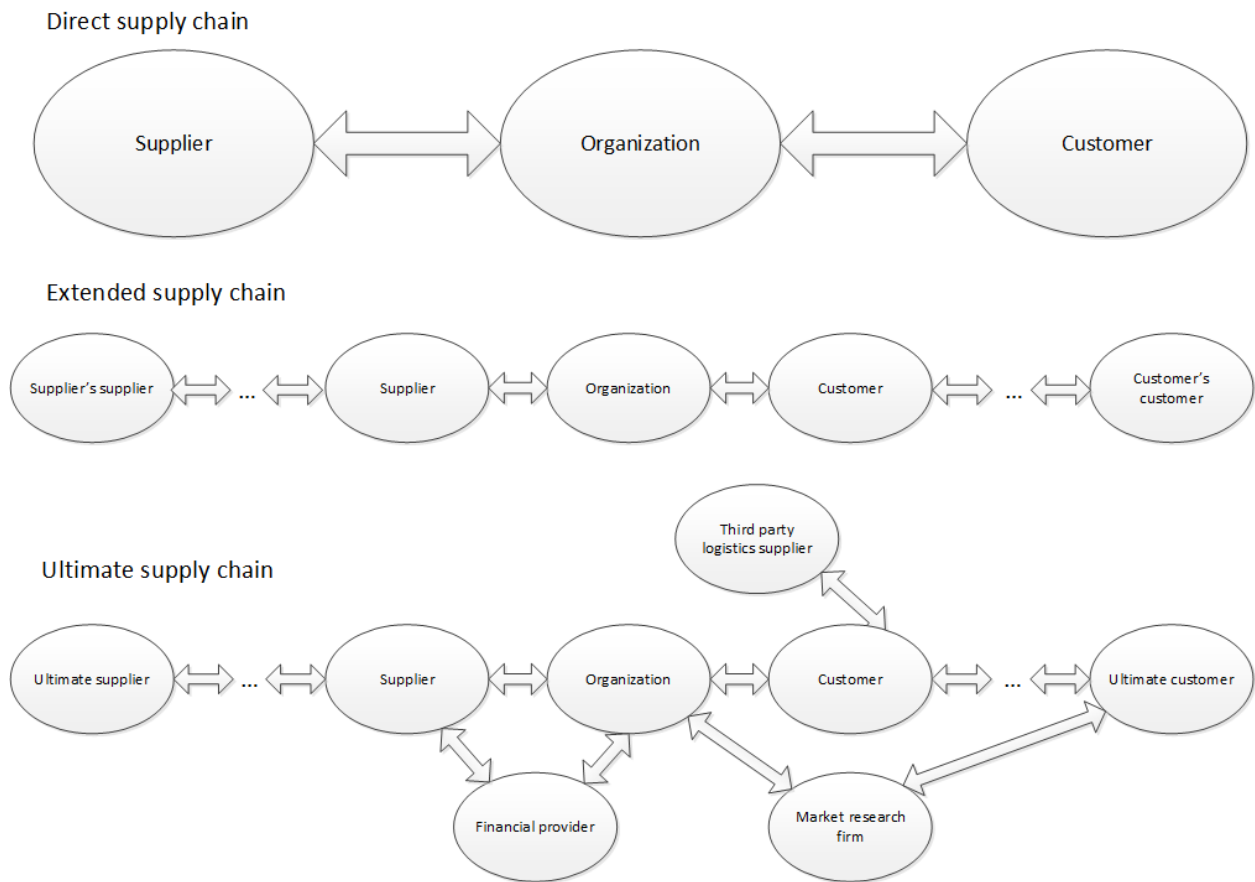 Direct supply chain
Supplier
Organization
Customer
Extended supply chain
Supplier’s supplier
...
Supplier
Organization
Customer
...
Customer’s
customer
Third party
logistics supplier
Ultimate supply chain
Ultimate supplier
...
Supplier
Organization
Customer
...
Ultimate customer
Financial provider
Market research
firm